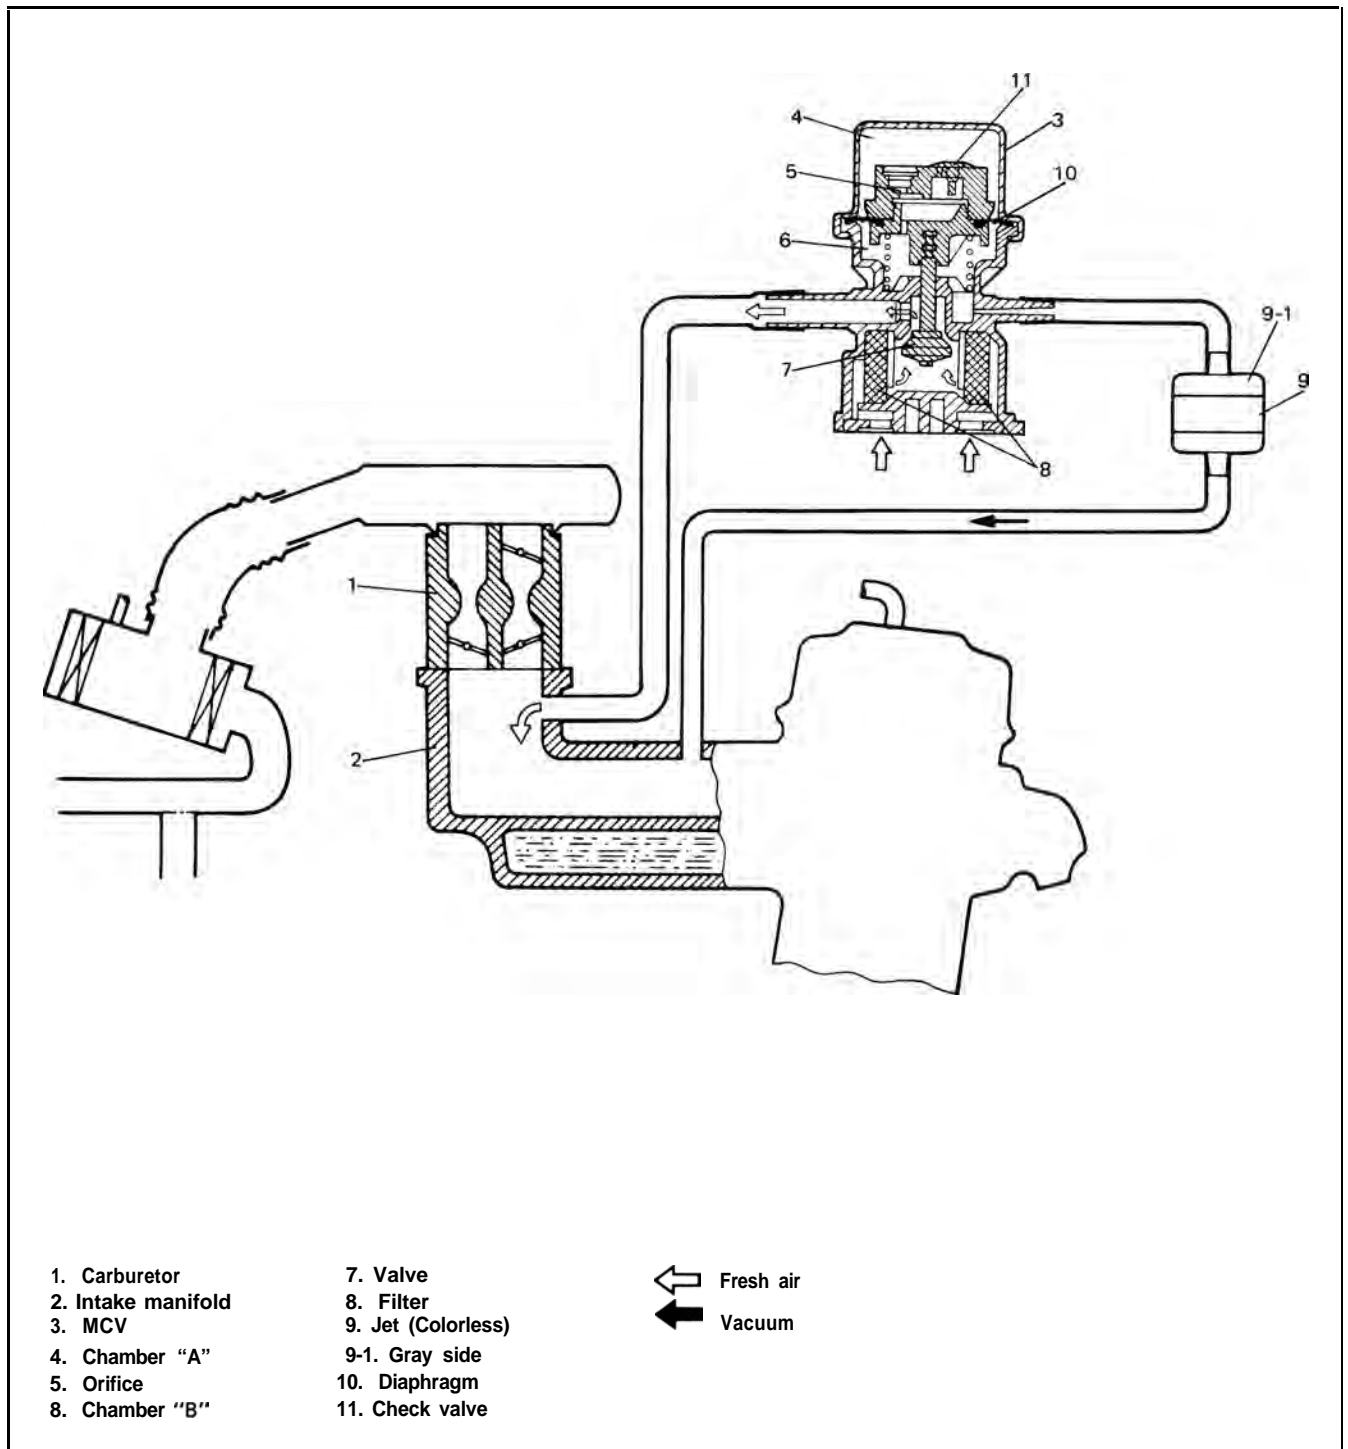 11
4
3
5
10
6
9-1
7
9
8
1
2
1. Carburetor
2. Intake manifold
3. MCV
4. Chamber “A”
5. Orifice
8. Chamber "B"
7. Valve
8. Filter
9. Jet (Colorless)
9-1. Gray side
10. Diaphragm
11. Check valve
Fresh air
Vacuum